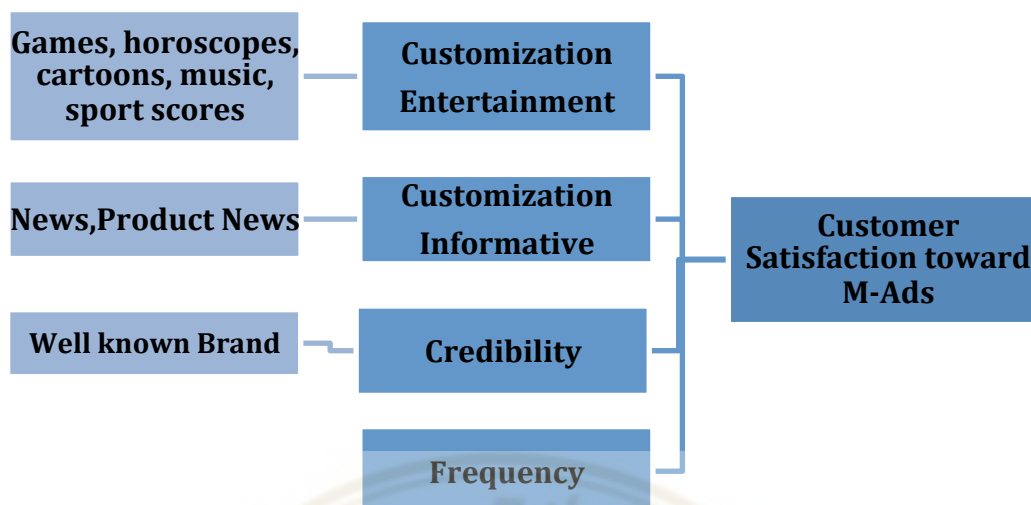 Games, horoscopes,
cartoons, music,
sport scores
Customization
Entertainment
News,Product News
Customization
Informative
Customer
Satisfaction toward
M-Ads
Well known Brand
Credibility
Frequency